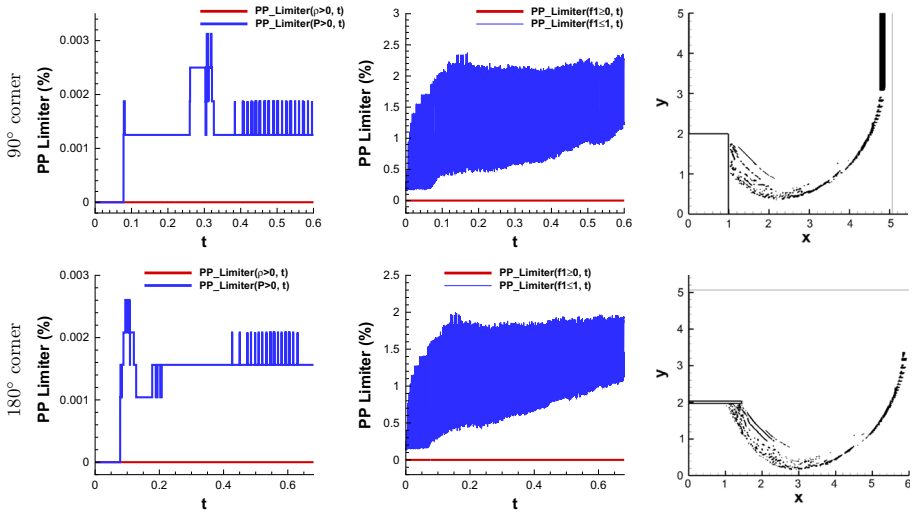 90° corner
PP_Limiter(ρ>0, t)
PP_Limiter(P>0, t)
PP Limiter (%)
0.003
0.002
0.001
0
0 0.1 0.2 0.3 0.4 0.5 0.6
t
PP_Limiter(f1≥0, t)
PP_Limiter(f1≤1, t)
PP Limiter (%)
2.5
2
1.5
1
0.5
0
0 0.1 0.2 0.3 0.4 0.5 0.6
t
y
5
4
3
2
1
0
0 1 2 3 4 5
x
180° corner
PP_Limiter(ρ>0, t)
PP_Limiter(P>0, t)
PP Limiter (%)
0.003
0.002
0.001
0
0 0.2 0.4 0.6
t
PP_Limiter(f1≥0, t)
PP_Limiter(f1≤1, t)
PP Limiter (%)
2.5
2
1.5
1
0.5
0
0 0.2 0.4 0.6
t
y
5
4
3
2
1
0
0 1 2 3 4 5 6
x